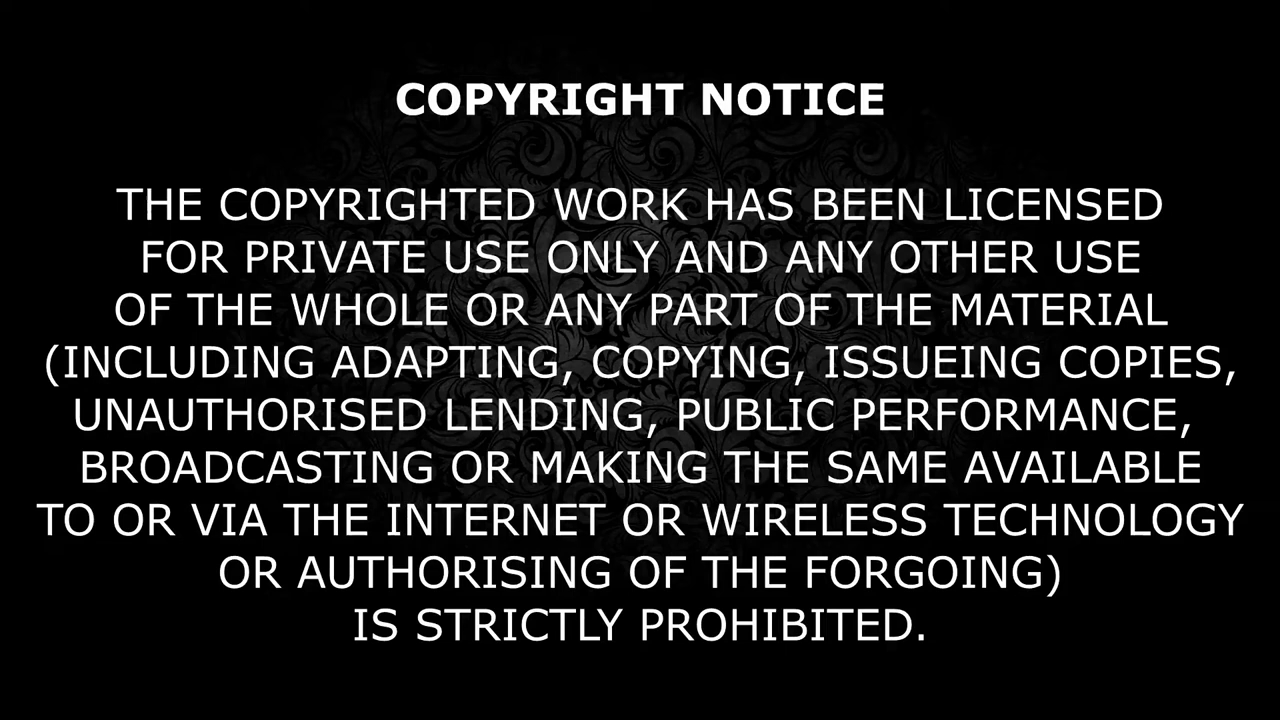 COPYRIGHT NOTICE
THE COPYRIGHTED WORK HAS BEEN LICENSED
FOR PRIVATE USE ONLY AND ANY OTHER USE
OF THE WHOLE OR ANY PART OF THE MATERIAL
(INCLUDING ADAPTING, COPYING, ISSUEING COPIES,
UNAUTHORISED LENDING, PUBLIC PERFORMANCE,
BROADCASTING OR MAKING THE SAME AVAILABLE
TO OR VIA THE INTERNET OR WIRELESS TECHNOLOGY
OR AUTHORISING OF THE FORGOING)
IS STRICTLY PROHIBITED.